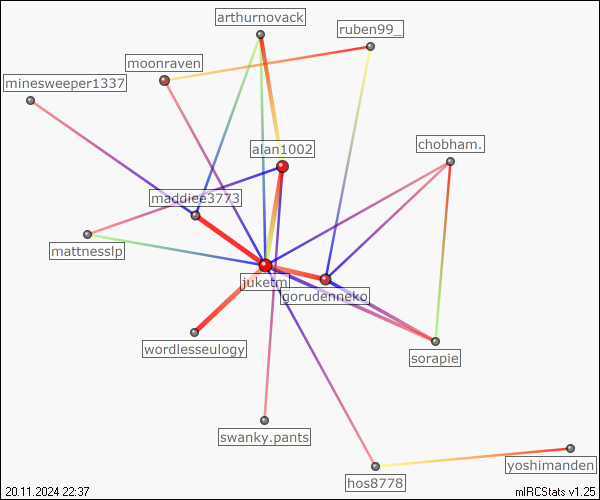 arthurnovack
ruben99_
moonraven
minesweeper1337
chobham.
alan1002
maddiee3773
mattnesslp
juketm
gorudenneko
wordlesseulogy
sorapie
swanky.pants
yoshimanden
hos8778
20.11.2024 22:37
mIRCStats v1.25